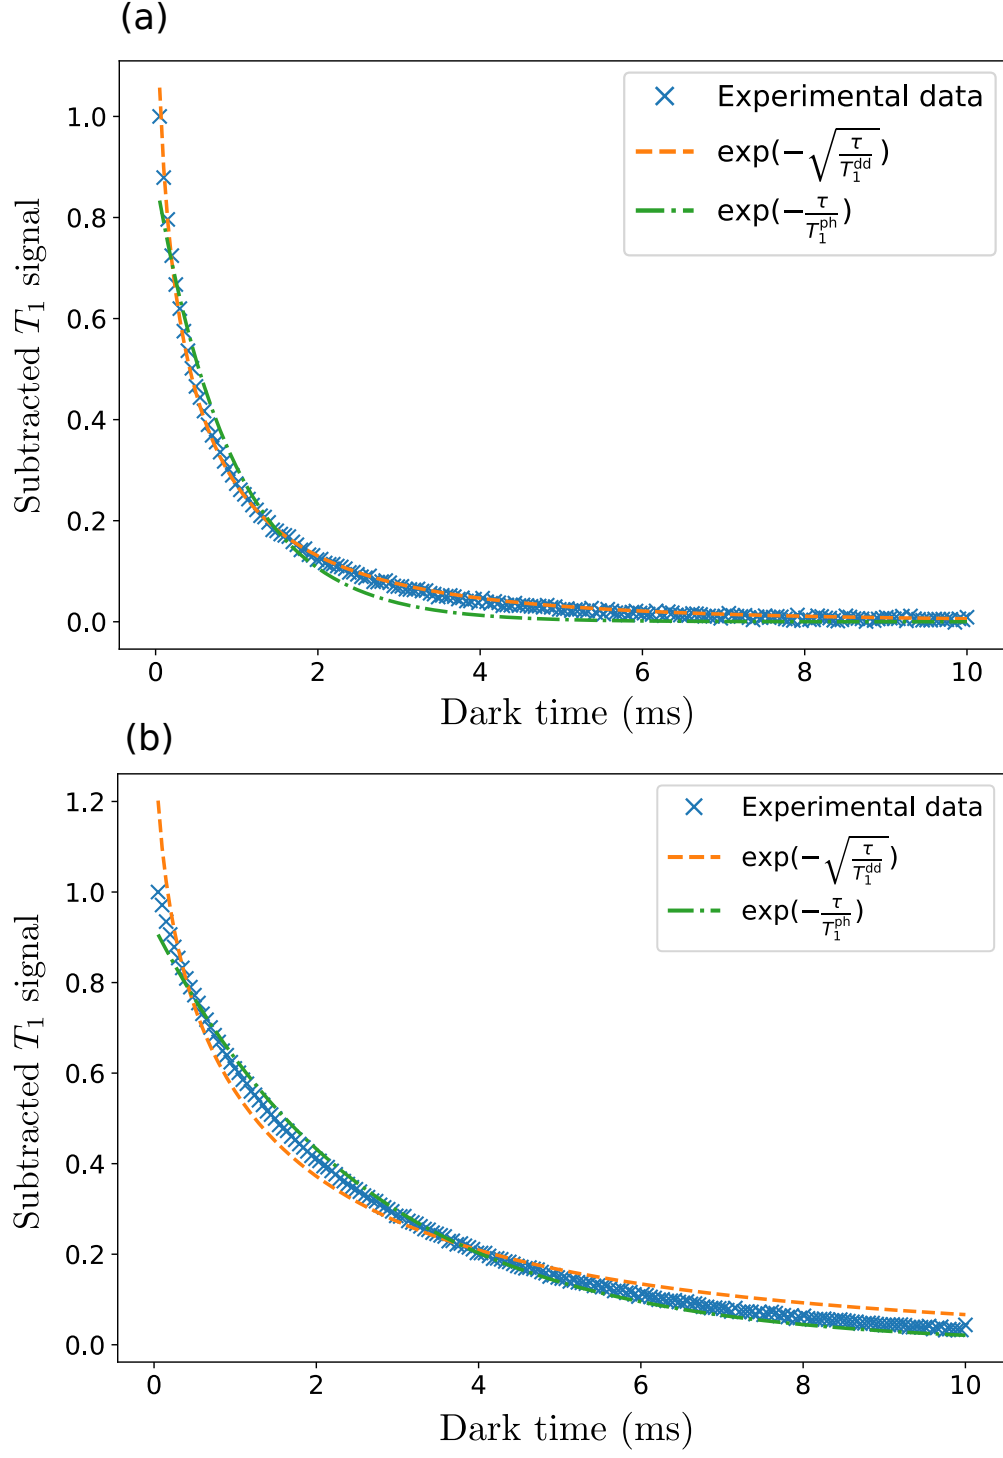 (a)
Experimental data
exp(−√(τ/T₁ᵈᵈ))
exp(−τ/T₁ᵖʰ)
1.0
0.8
0.6
0.4
0.2
0.0
Subtracted T₁ signal
0 2 4 6 8 10
Dark time (ms)
(b)
Experimental data
exp(−√(τ/T₁ᵈᵈ))
exp(−τ/T₁ᵖʰ)
1.2
1.0
0.8
0.6
0.4
0.2
0.0
Subtracted T₁ signal
0 2 4 6 8 10
Dark time (ms)